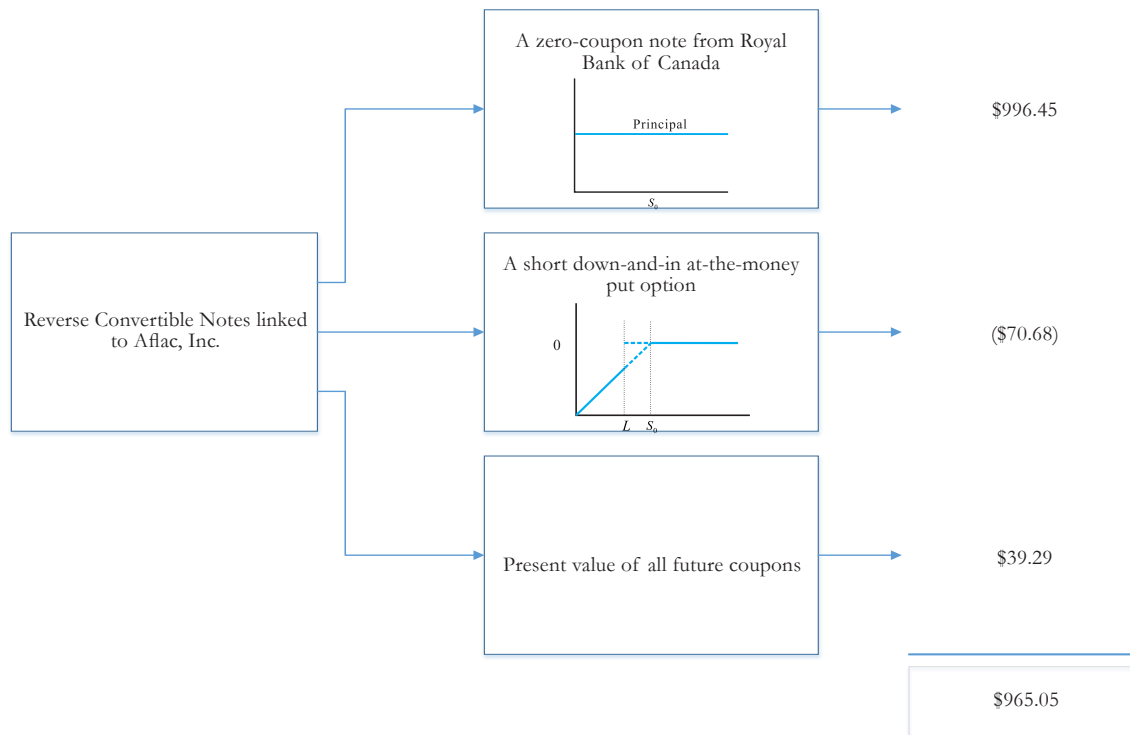 A zero-coupon note from Royal
Bank of Canada
Principal
S₀
$996.45
Reverse Convertible Notes linked
to Aflac, Inc.
A short down-and-in at-the-money
put option
0
L S₀
($70.68)
Present value of all future coupons
$39.29
$965.05